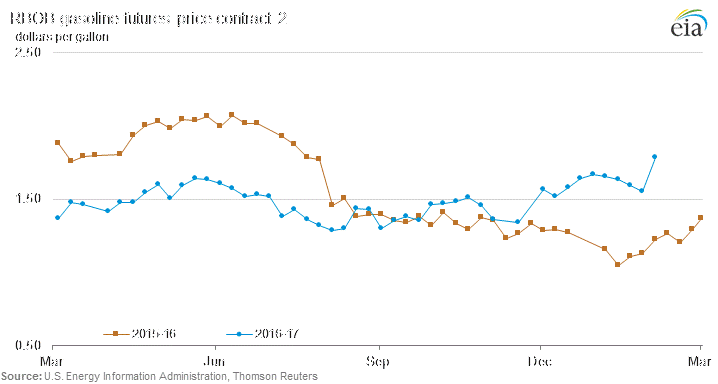 RBOB gasoline futures price contract 2
dollars per gallon
eia
2.50
1.50
0.50
2015-16 2016-17
Mar Jun Sep Dec Mar
Source: U.S. Energy Information Administration, Thomson Reuters